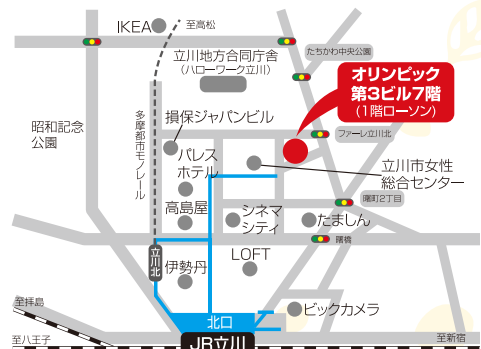 IKEA
至高松
立川地方合同庁舎
(ハローワーク立川)
たちかわ中央公園
オリンピック
第3ビル7階
(1階ローソン)
昭和記念
公園
多摩都市モノレール
損保ジャパンビル
ファーレ立川北
パレス
ホテル
立川市女性
総合センター
高島屋
シネマ
シティ
曙町2丁目
たましん
曙橋
立川北
伊勢丹
LOFT
至拝島
北口
ビックカメラ
至八王子
JR立川
至新宿